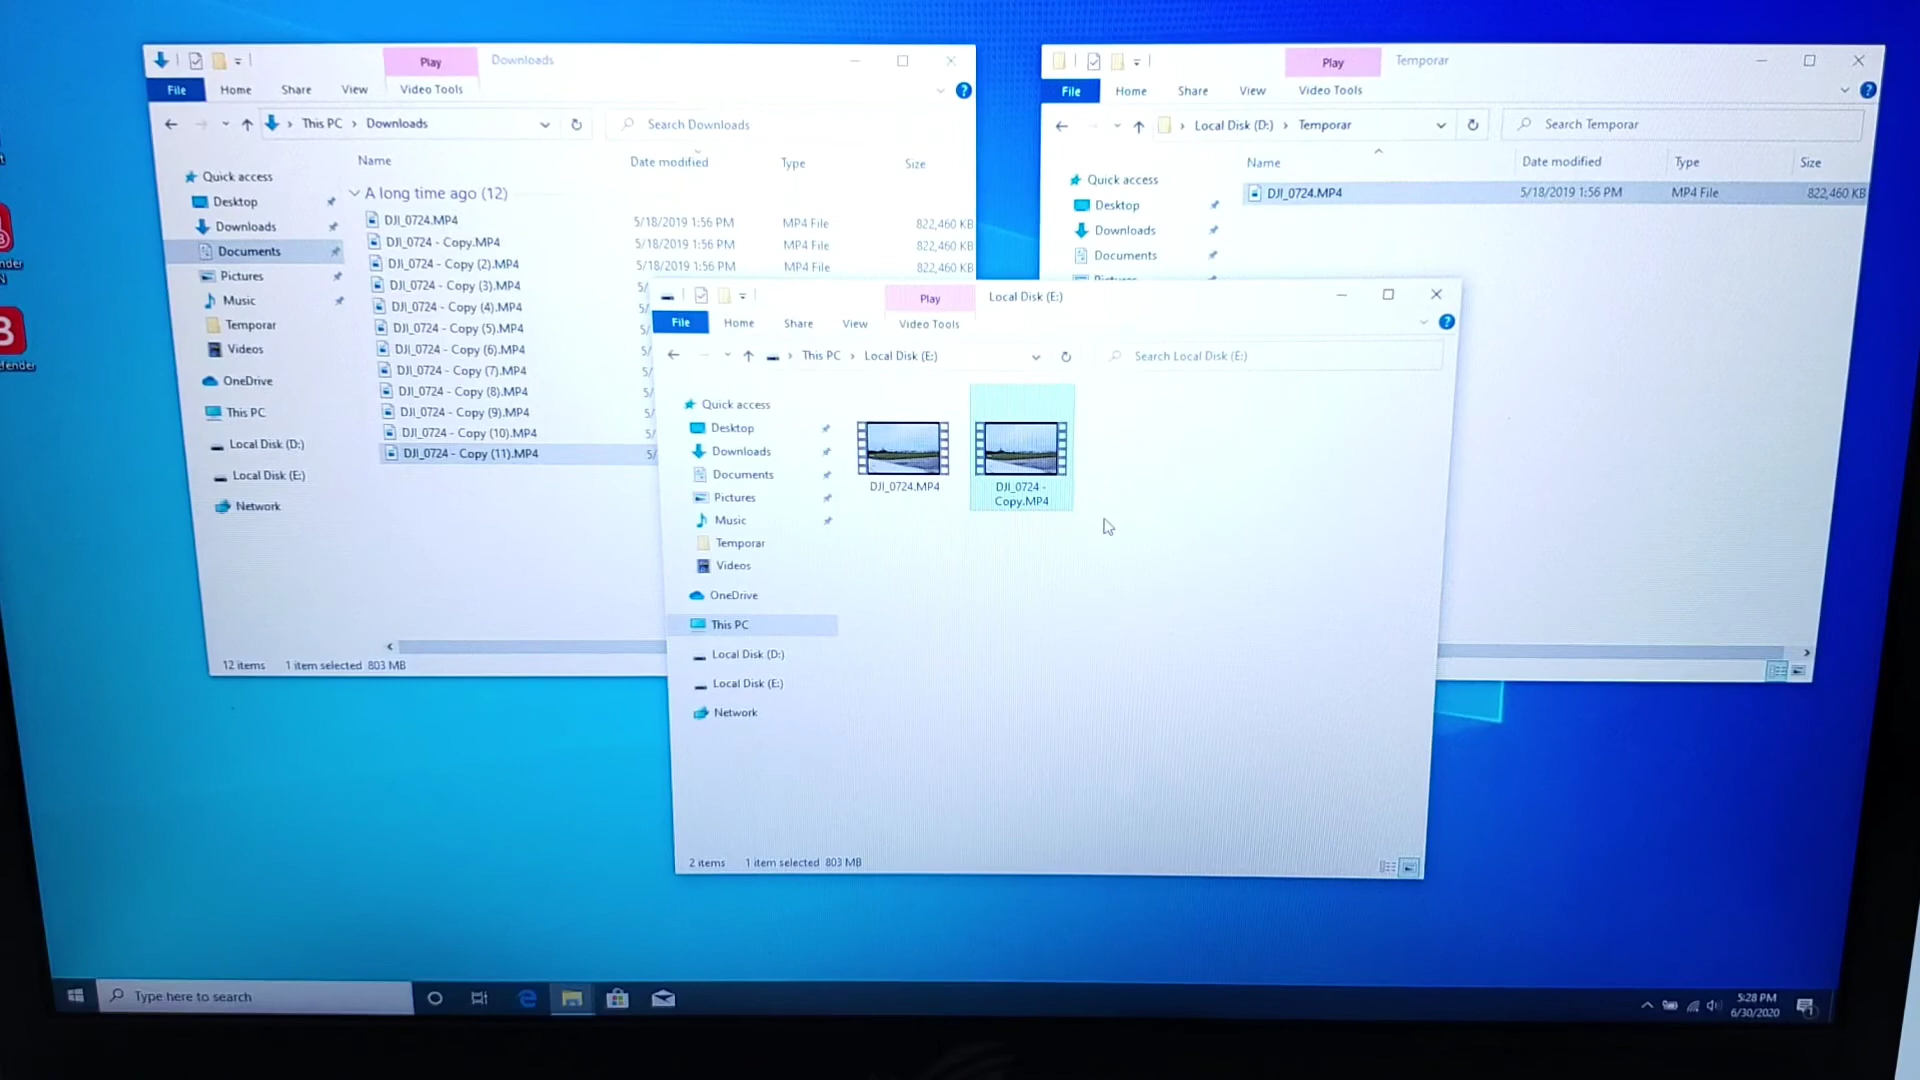 Play
Downloads
File
Home
Share
View
Video Tools
This PC
Downloads
Search Downloads
Name
Date modified
Type
Size
Quick access
Desktop
Downloads
Documents
Pictures
Music
Temporar
Videos
OneDrive
This PC
Local Disk (D:)
Local Disk (E:)
Network
A long time ago (12)
DJI_0724.MP4 5/18/2019 1:56 PM MP4 File 822,460 KB
DJI_0724 - Copy.MP4 5/18/2019 1:56 PM MP4 File 822,460 KB
DJI_0724 - Copy (2).MP4 5/18/2019 1:56 PM MP4 File 822,460 KB
DJI_0724 - Copy (3).MP4 5/
DJI_0724 - Copy (4).MP4 5/
DJI_0724 - Copy (5).MP4 5/
DJI_0724 - Copy (6).MP4 5/
DJI_0724 - Copy (7).MP4 5/
DJI_0724 - Copy (8).MP4 5/
DJI_0724 - Copy (9).MP4 5/
DJI_0724 - Copy (10).MP4 5/
DJI_0724 - Copy (11).MP4 5/
12 items 1 item selected 803 MB
Play
Temporar
File
Home
Share
View
Video Tools
Local Disk (D:)
Temporar
Search Temporar
Name
Date modified
Type
Size
Quick access
Desktop
Downloads
Documents
DJI_0724.MP4 5/18/2019 1:56 PM MP4 File 822,460 KB
Play
Local Disk (E:)
File
Home
Share
View
Video Tools
This PC
Local Disk (E:)
Search Local Disk (E:)
Quick access
Desktop
Downloads
Documents
Pictures
Music
Temporar
Videos
OneDrive
This PC
Local Disk (D:)
Local Disk (E:)
Network
DJI_0724.MP4
DJI_0724 -
Copy.MP4
2 items 1 item selected 803 MB
Type here to search
5:28 PM
6/30/2020